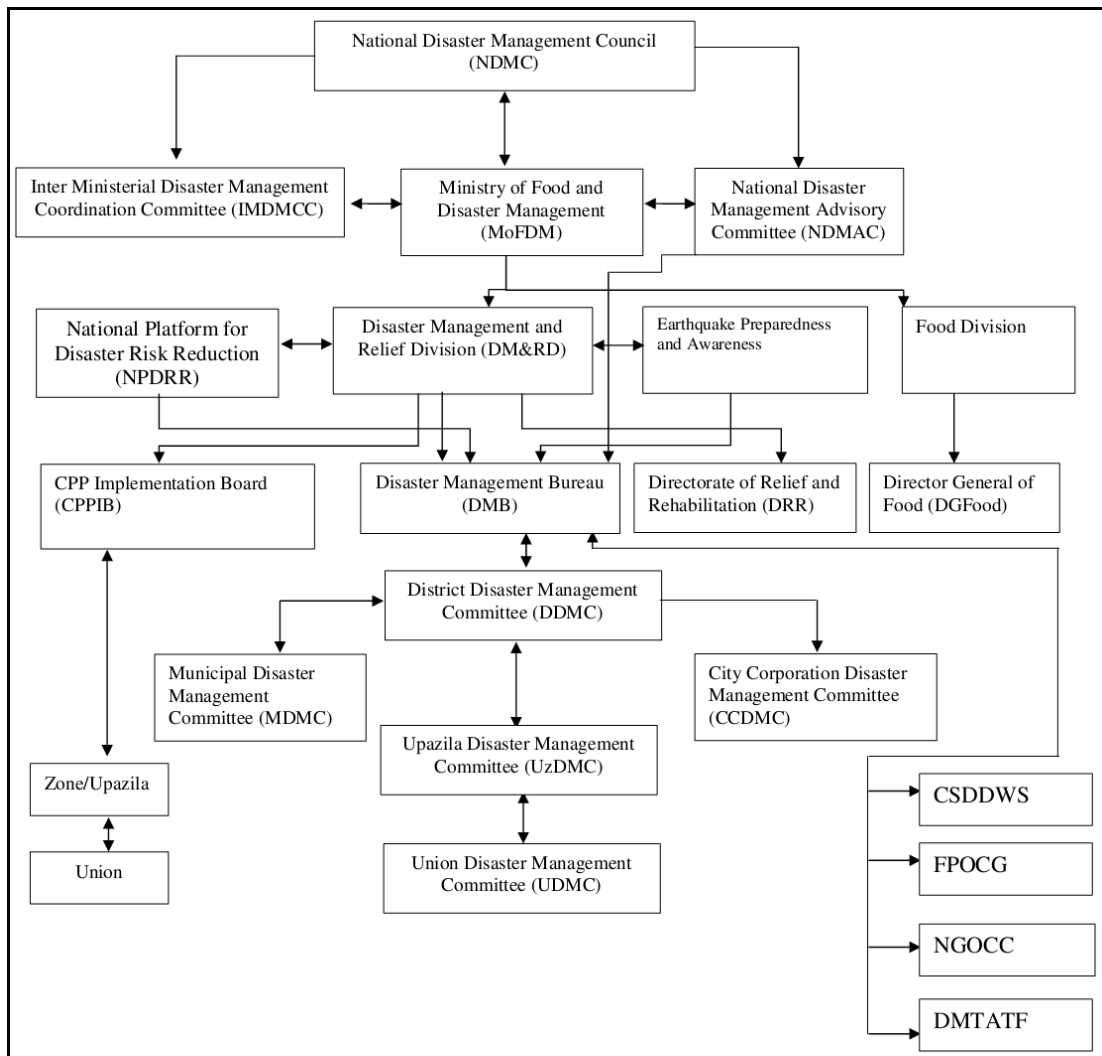 National Disaster Management Council
(NDMC)
Inter Ministerial Disaster Management
Coordination Committee (IMDMCC)
Ministry of Food and
Disaster Management
(MoFDM)
National Disaster
Management Advisory
Committee (NDMAC)
National Platform for
Disaster Risk Reduction
(NPDRR)
Disaster Management and
Relief Division (DM&RD)
Earthquake Preparedness
and Awareness
Food Division
CPP Implementation Board
(CPPIB)
Disaster Management Bureau
(DMB)
Directorate of Relief and
Rehabilitation (DRR)
Director General of
Food (DGFood)
District Disaster Management
Committee (DDMC)
Municipal Disaster
Management
Committee (MDMC)
City Corporation Disaster
Management Committee
(CCDMC)
Upazila Disaster Management
Committee (UzDMC)
Zone/Upazila
Union
Union Disaster Management
Committee (UDMC)
CSDDWS
FPOCG
NGOCC
DMTATF